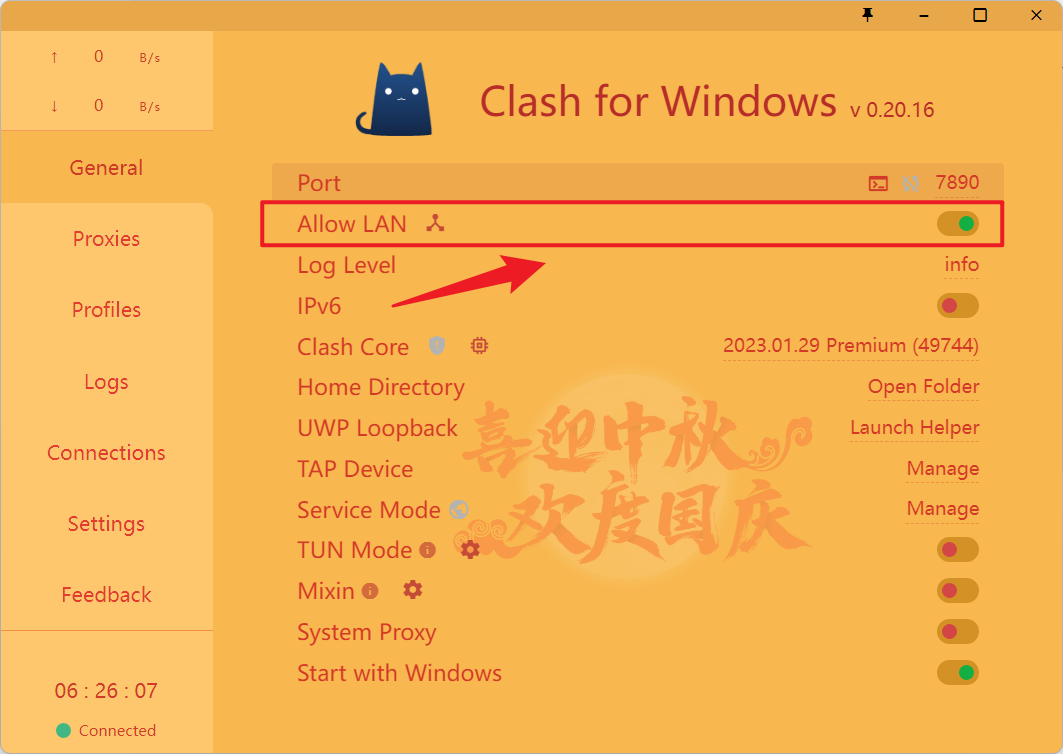 ↑ 0 B/s
↓ 0 B/s
General
Proxies
Profiles
Logs
Connections
Settings
Feedback
06 : 26 : 07
Connected
Clash for Windows v 0.20.16
Port 7890
Allow LAN
Log Level info
IPv6
Clash Core 2023.01.29 Premium (49744)
Home Directory Open Folder
UWP Loopback Launch Helper
TAP Device Manage
Service Mode Manage
TUN Mode
Mixin
System Proxy
Start with Windows
喜迎中秋
欢度国庆